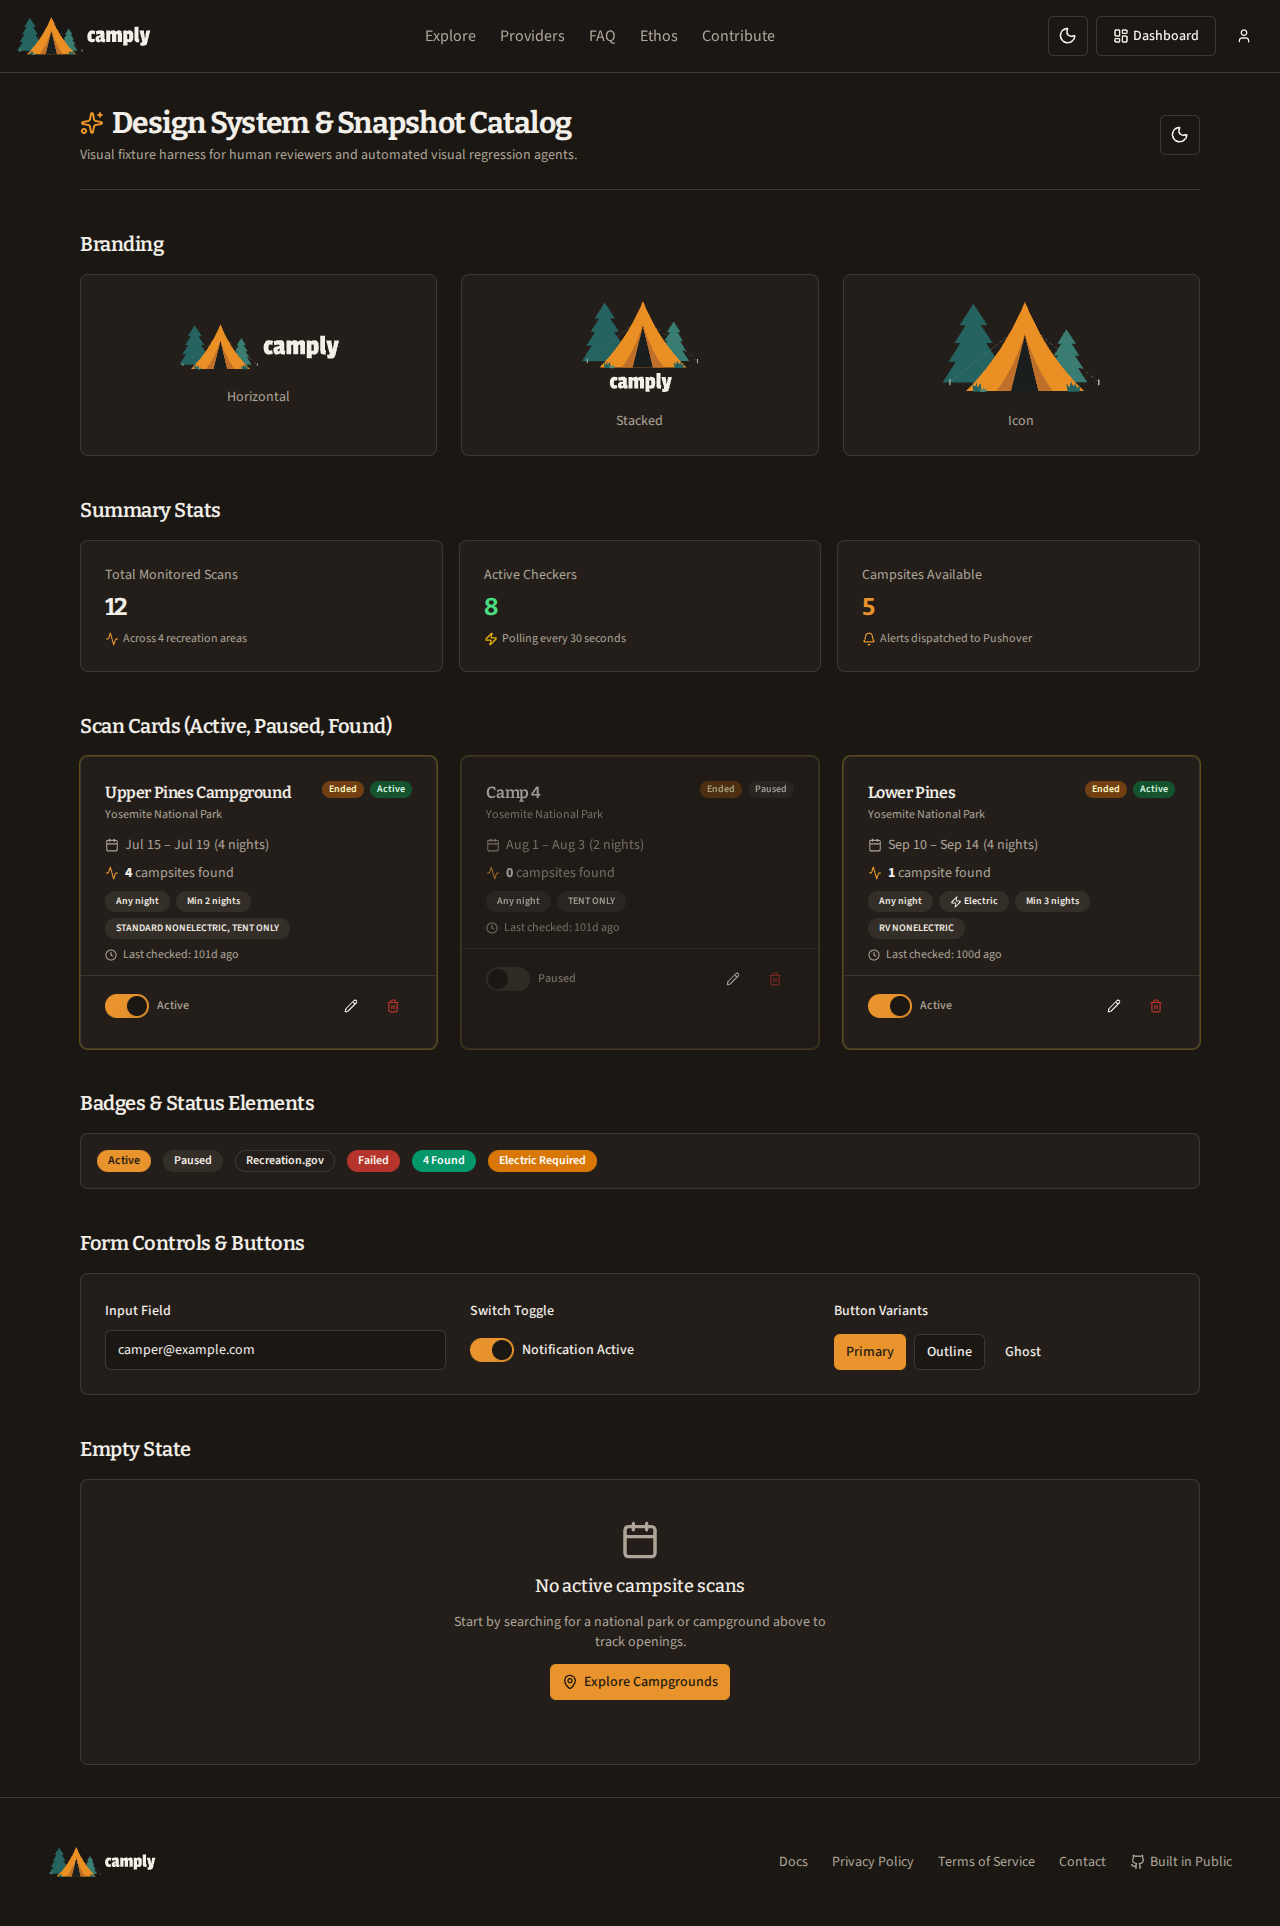 camply
Explore Providers FAQ Ethos Contribute
Dashboard
Design System & Snapshot Catalog
Visual fixture harness for human reviewers and automated visual regression agents.
Branding
camply
Horizontal
camply
Stacked
Icon
Summary Stats
Total Monitored Scans
12
Across 4 recreation areas
Active Checkers
8
Polling every 30 seconds
Campsites Available
5
Alerts dispatched to Pushover
Scan Cards (Active, Paused, Found)
Upper Pines Campground
Ended Active
Yosemite National Park
Jul 15 – Jul 19 (4 nights)
4 campsites found
Any night Min 2 nights
STANDARD NONELECTRIC, TENT ONLY
Last checked: 101d ago
Active
Camp 4
Ended Paused
Yosemite National Park
Aug 1 – Aug 3 (2 nights)
0 campsites found
Any night TENT ONLY
Last checked: 101d ago
Paused
Lower Pines
Ended Active
Yosemite National Park
Sep 10 – Sep 14 (4 nights)
1 campsite found
Any night Electric Min 3 nights
RV NONELECTRIC
Last checked: 100d ago
Active
Badges & Status Elements
Active Paused Recreation.gov Failed 4 Found Electric Required
Form Controls & Buttons
Input Field
camper@example.com
Switch Toggle
Notification Active
Button Variants
Primary Outline Ghost
Empty State
No active campsite scans
Start by searching for a national park or campground above to
track openings.
Explore Campgrounds
camply
Docs Privacy Policy Terms of Service Contact Built in Public